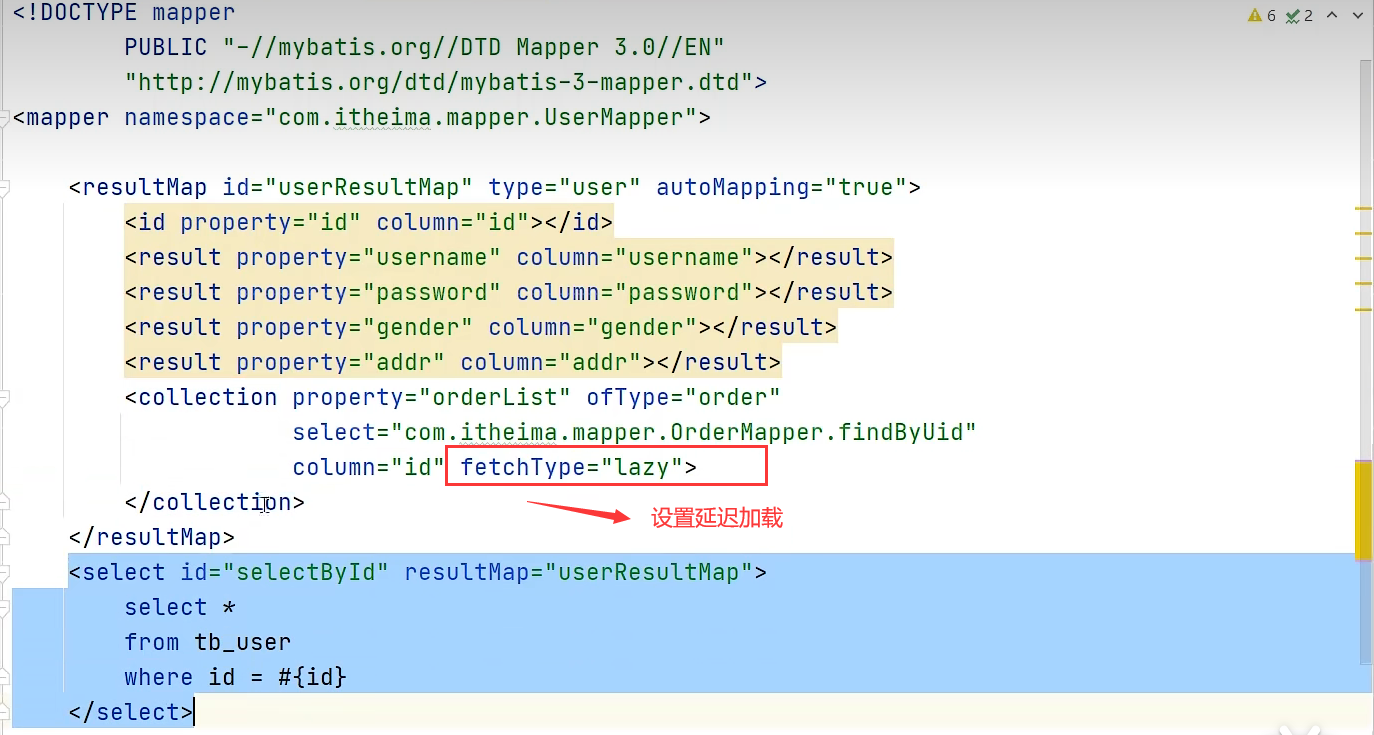 <!DOCTYPE mapper
6 2
PUBLIC "-//mybatis.org//DTD Mapper 3.0//EN"
"http://mybatis.org/dtd/mybatis-3-mapper.dtd">
<mapper namespace="com.itheima.mapper.UserMapper">
<resultMap id="userResultMap" type="user" autoMapping="true">
<id property="id" column="id"></id>
<result property="username" column="username"></result>
<result property="password" column="password"></result>
<result property="gender" column="gender"></result>
<result property="addr" column="addr"></result>
<collection property="orderList" ofType="order"
select="com.itheima.mapper.OrderMapper.findByUid"
column="id" fetchType="lazy">
</collection>
设置延迟加载
</resultMap>
<select id="selectById" resultMap="userResultMap">
select *
from tb_user
where id = #{id}
</select>